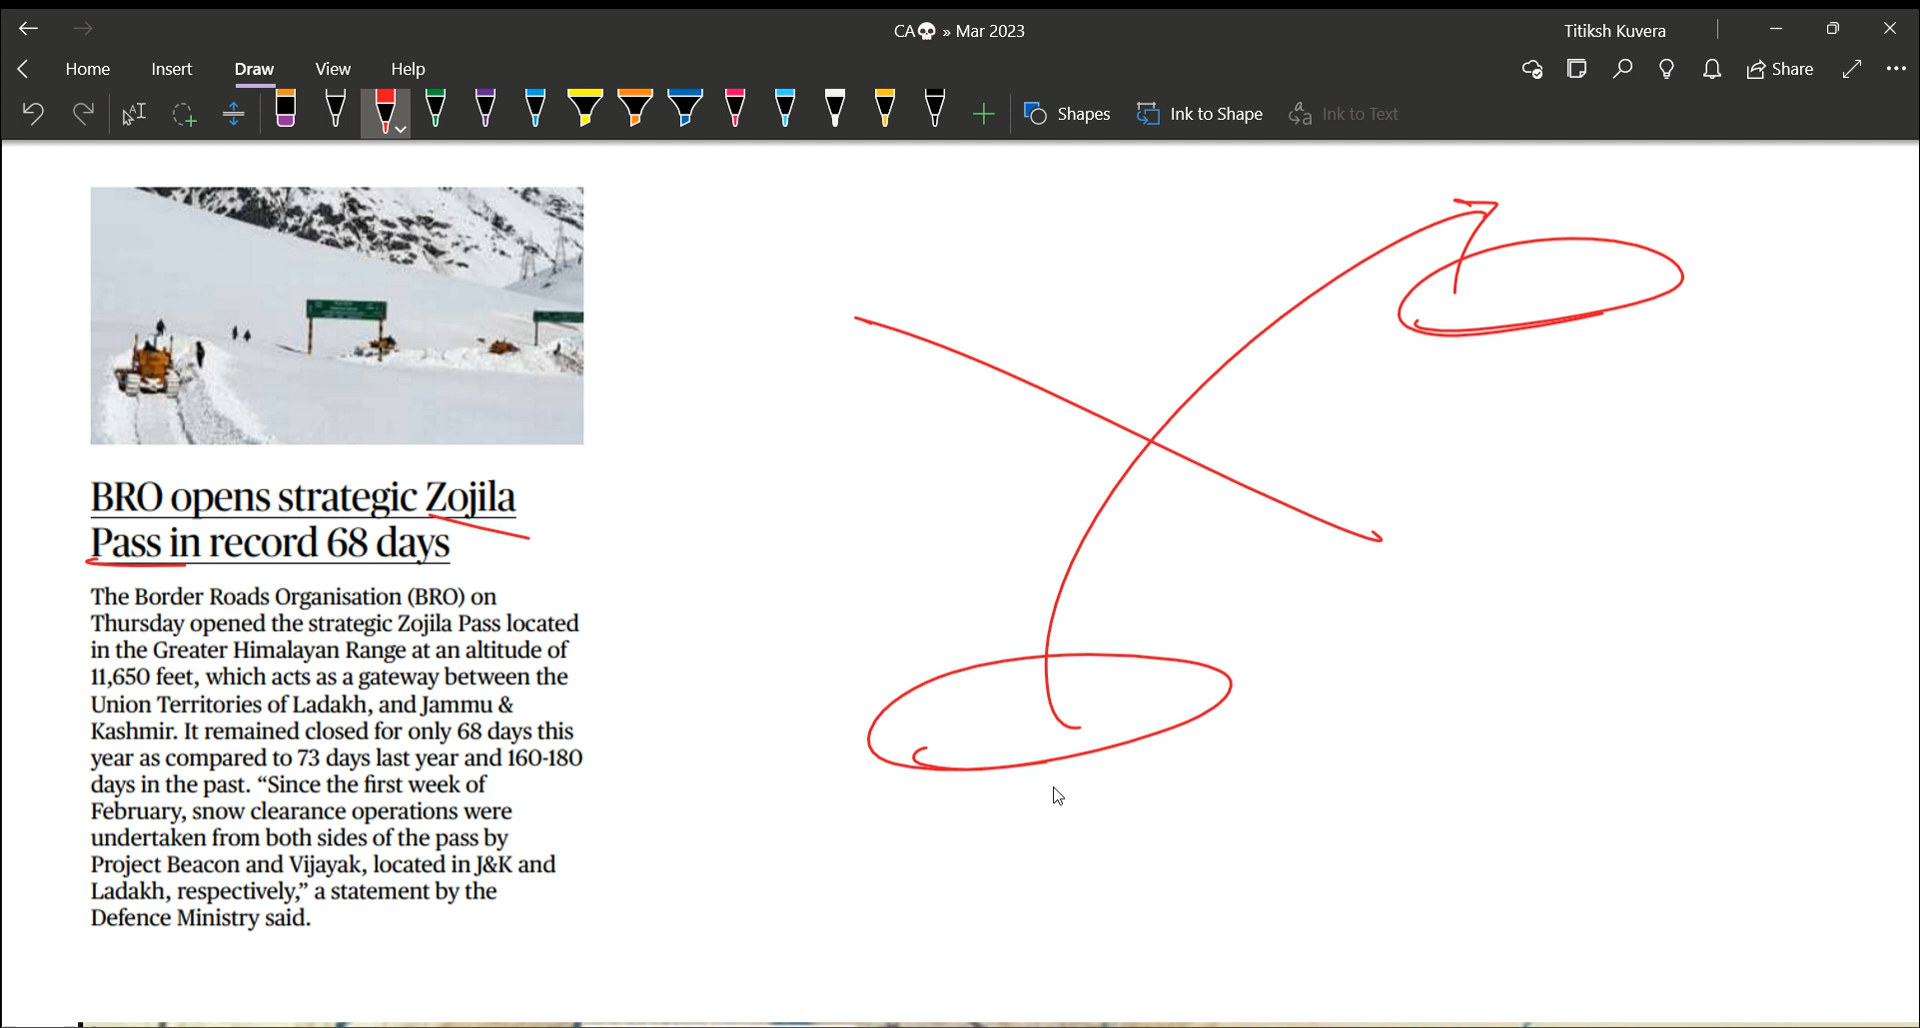 CA💀 » Mar 2023
Titiksh Kuvera
Home Insert Draw View Help
Share
Shapes Ink to Shape Ink to Text
BRO opens strategic Zojila
Pass in record 68 days
The Border Roads Organisation (BRO) on
Thursday opened the strategic Zojila Pass located
in the Greater Himalayan Range at an altitude of
11,650 feet, which acts as a gateway between the
Union Territories of Ladakh, and Jammu &
Kashmir. It remained closed for only 68 days this
year as compared to 73 days last year and 160-180
days in the past. “Since the first week of
February, snow clearance operations were
undertaken from both sides of the pass by
Project Beacon and Vijayak, located in J&K and
Ladakh, respectively,” a statement by the
Defence Ministry said.